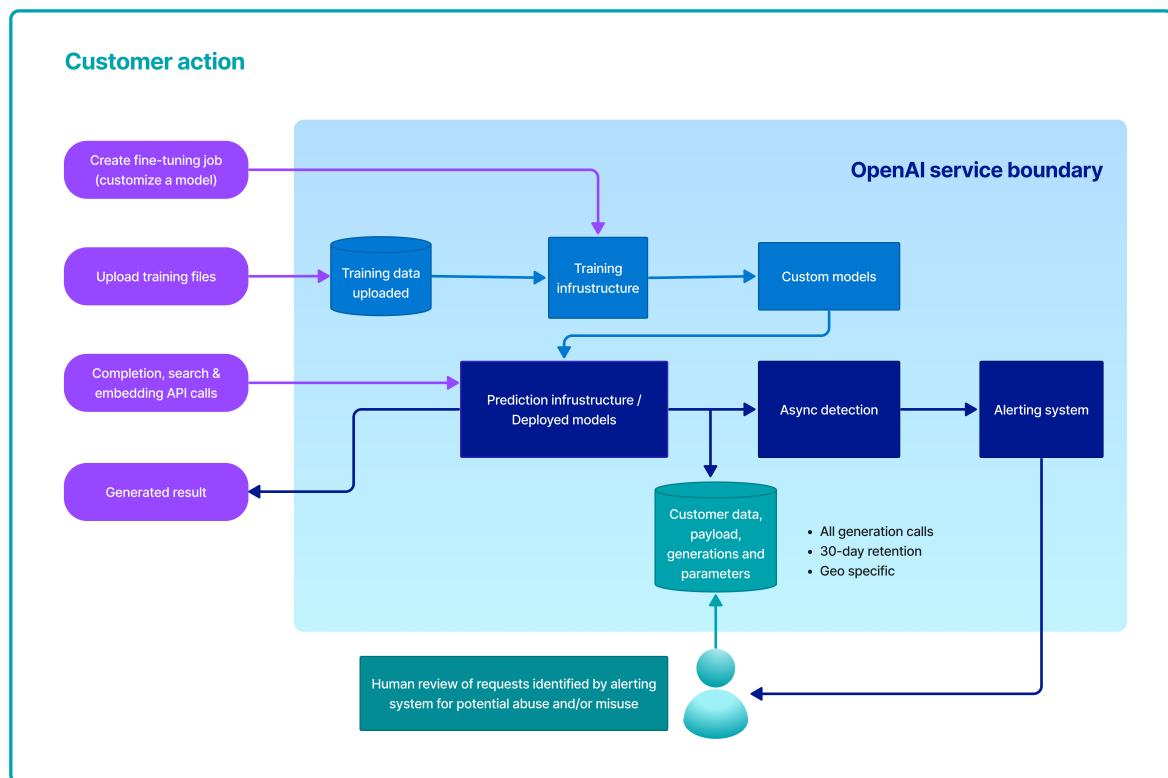 Customer action
Create fine-tuning job
(customize a model)
OpenAI service boundary
Upload training files
Training data
uploaded
Training
infrustructure
Custom models
Completion, search &
embedding API calls
Prediction infrustructure /
Deployed models
Async detection
Alerting system
Generated result
Customer data,
payload,
generations and
parameters
• All generation calls
• 30-day retention
• Geo specific
Human review of requests identified by alerting
system for potential abuse and/or misuse